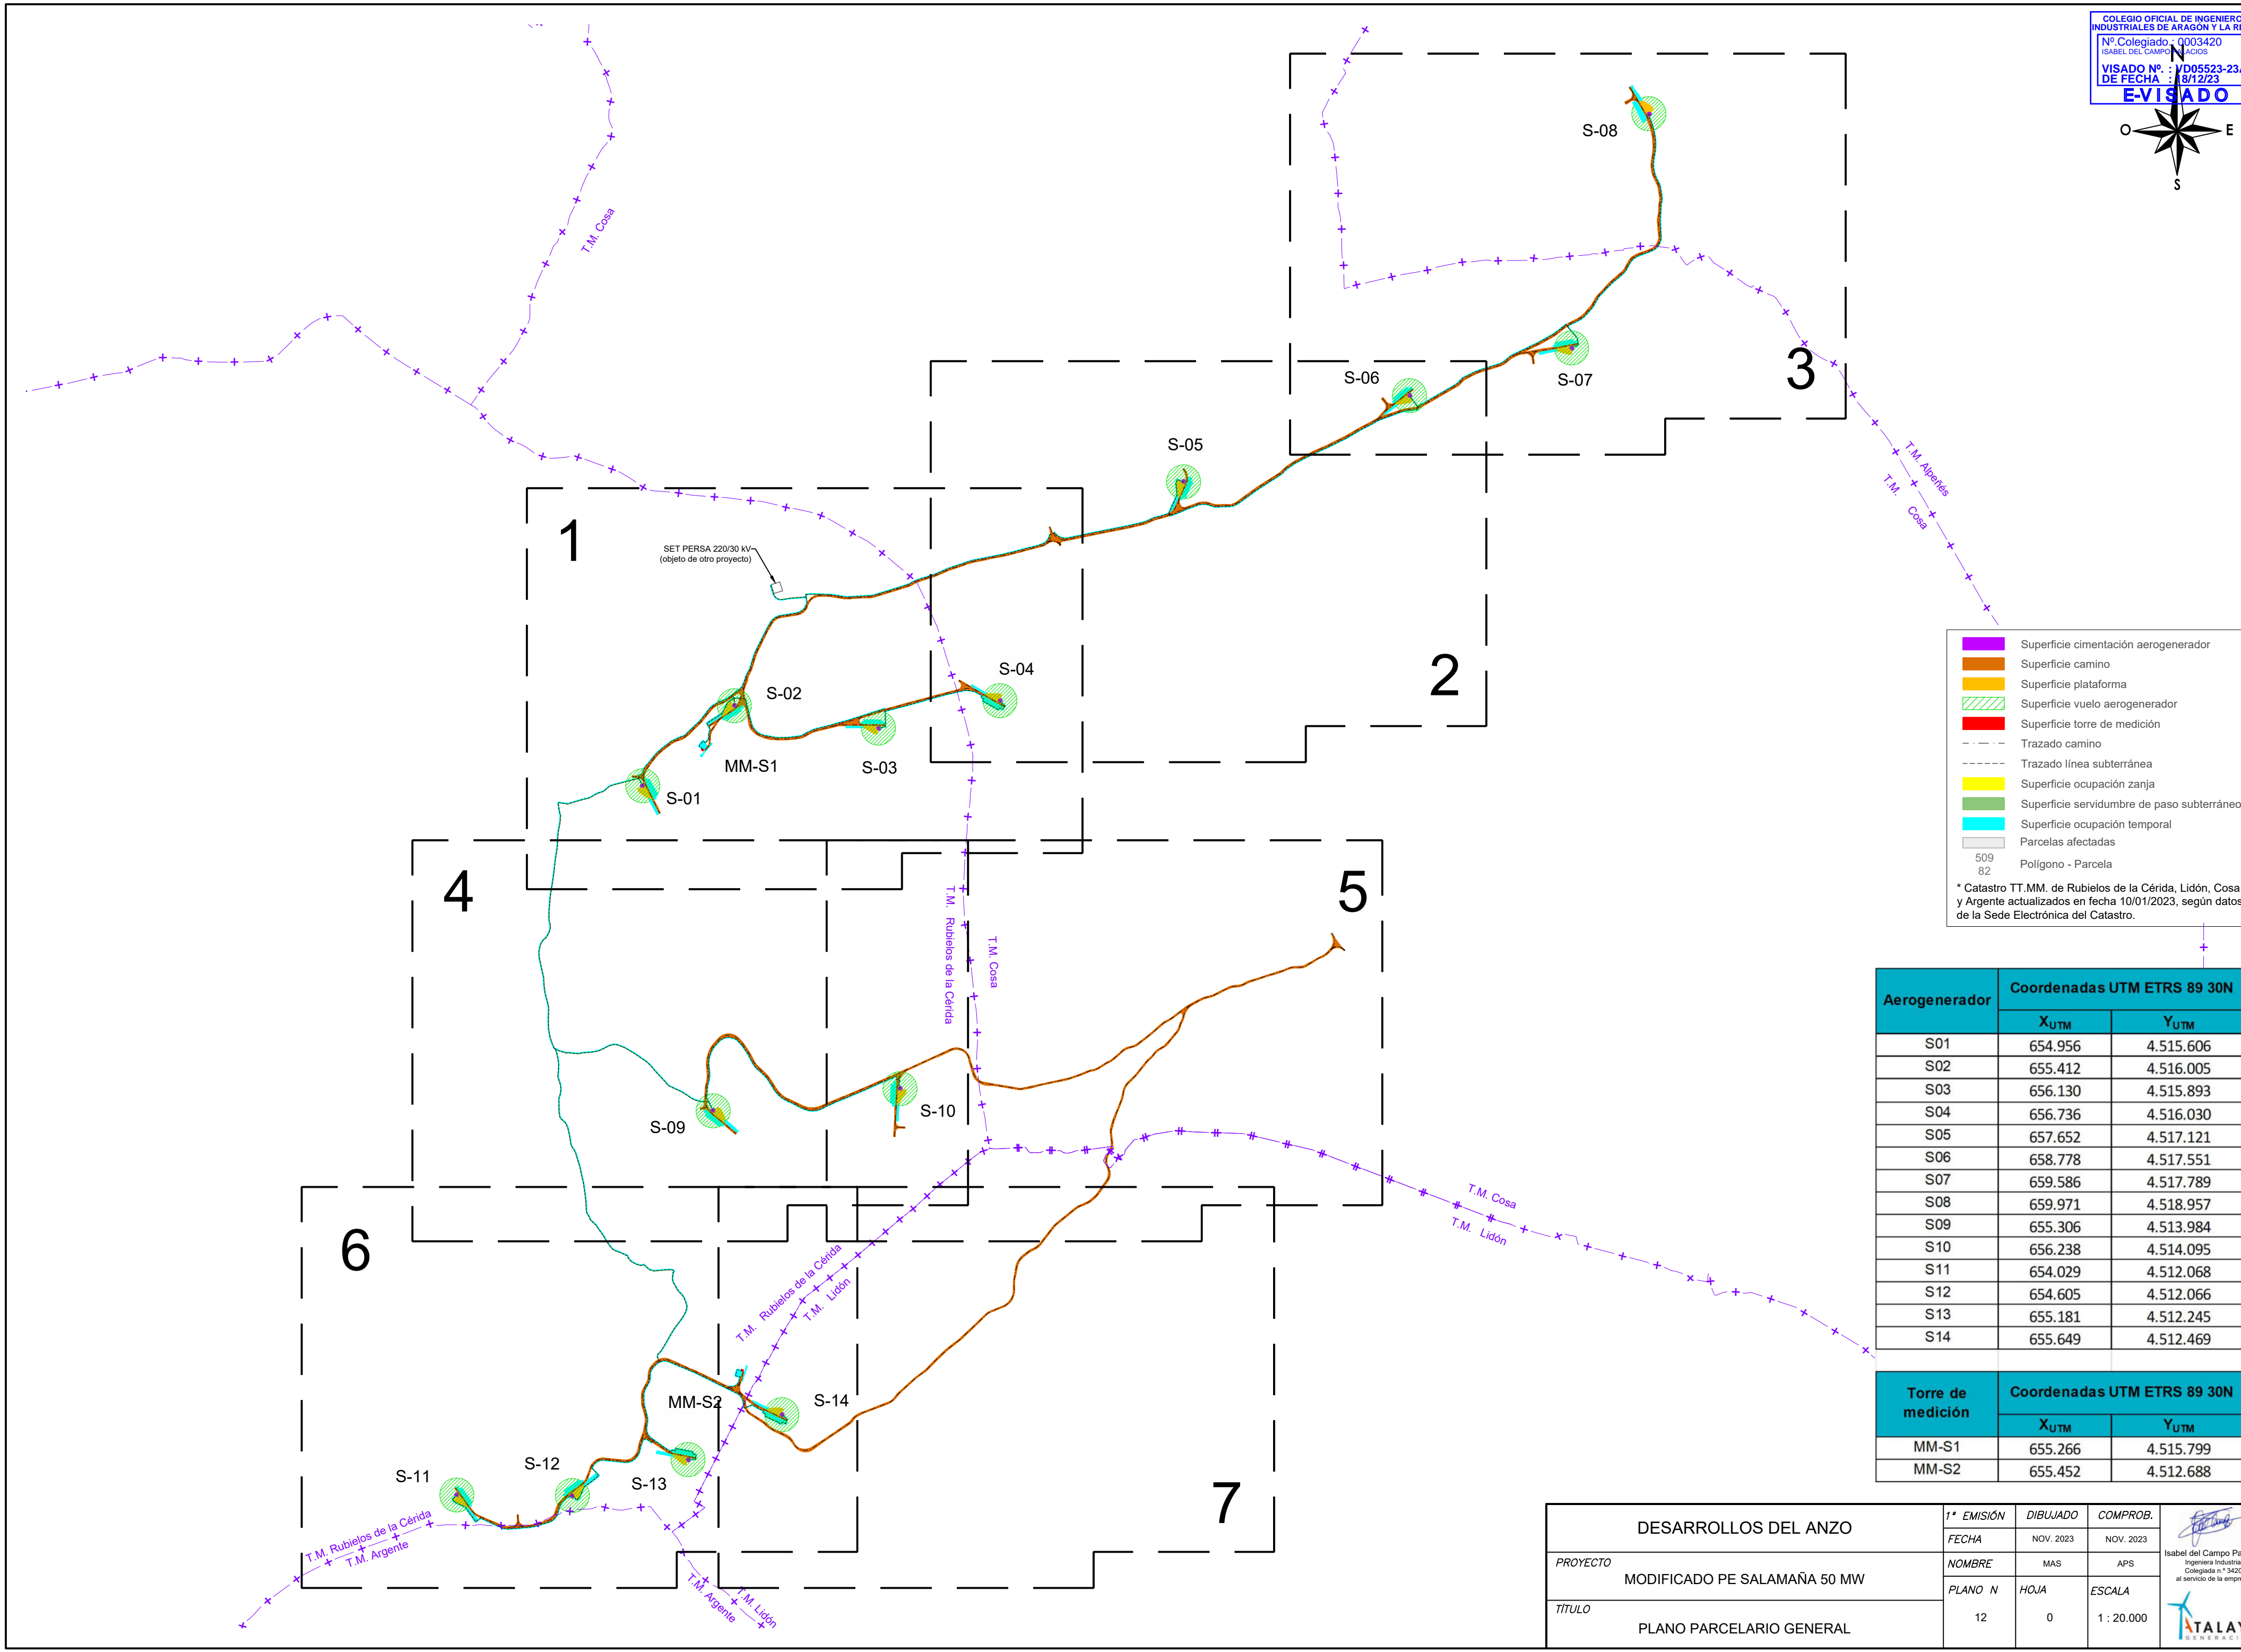 COLEGIO OFICIAL DE INGENIERO
INDUSTRIALES DE ARAGÓN Y LA RI
Nº.Colegiado.: 0003420
ISABEL DEL CAMPO PALACIOS
VISADO Nº. : VD05523-23
DE FECHA : 18/12/23
E-VISADO
N
O
E
S
S-08
T.M. Cosa
3
S-07
S-06
S-05
T.M. Alpeñés
T.M. Cosa
1
SET PERSA 220/30 kV
(objeto de otro proyecto)
2
S-04
S-02
MM-S1
S-03
S-01
Superficie cimentación aerogenerador
Superficie camino
Superficie plataforma
Superficie vuelo aerogenerador
Superficie torre de medición
Trazado camino
Trazado línea subterránea
Superficie ocupación zanja
Superficie servidumbre de paso subterráneo
Superficie ocupación temporal
Parcelas afectadas
509
82
Polígono - Parcela
* Catastro TT.MM. de Rubielos de la Cérida, Lidón, Cosa
y Argente actualizados en fecha 10/01/2023, según datos
de la Sede Electrónica del Catastro.
4
5
T.M. Rubielos de la Cérida
T.M. Cosa
S-09
S-10
T.M. Cosa
T.M. Lidón
6
T.M. Rubielos de la Cérida
T.M. Lidón
MM-S2
S-14
S-11
S-12
S-13
7
T.M. Rubielos de la Cérida
T.M. Argente
T.M. Argente
T.M. Lidón
Aerogenerador Coordenadas UTM ETRS 89 30N
XUTM YUTM
S01 654.956 4.515.606
S02 655.412 4.516.005
S03 656.130 4.515.893
S04 656.736 4.516.030
S05 657.652 4.517.121
S06 658.778 4.517.551
S07 659.586 4.517.789
S08 659.971 4.518.957
S09 655.306 4.513.984
S10 656.238 4.514.095
S11 654.029 4.512.068
S12 654.605 4.512.066
S13 655.181 4.512.245
S14 655.649 4.512.469
Torre de medición Coordenadas UTM ETRS 89 30N
XUTM YUTM
MM-S1 655.266 4.515.799
MM-S2 655.452 4.512.688
DESARROLLOS DEL ANZO
PROYECTO
MODIFICADO PE SALAMAÑA 50 MW
TÍTULO
PLANO PARCELARIO GENERAL
1ª EMISIÓN DIBUJADO COMPROB.
FECHA NOV. 2023 NOV. 2023
NOMBRE MAS APS
PLANO N HOJA ESCALA
12 0 1 : 20.000
Isabel del Campo Pa
Ingeniera Industria
Colegiada n.º 3420
al servicio de la empre
ATALAY
GENERACI